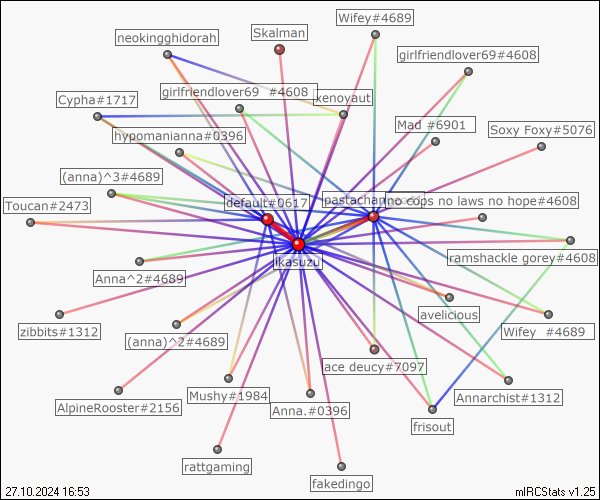 Wifey#4689
Skalman
neokingghidorah
girlfriendlover69#4608
girlfriendlover69 #4608
xenoyaut
Cypha#1717
Mad #6901
Soxy Foxy#5076
hypomanianna#0396
(anna)^3#4689
default#0617
no cops no laws no hope#4608
Toucan#2473
ramshackle gorey#4608
ikasuzu
Anna^2#4689
avelicious
zibbits#1312
Wifey #4689
(anna)^2#4689
ace deucy#7097
Mushy#1984
Annarchist#1312
AlpineRooster#2156
Anna.#0396
frisout
rattgaming
fakedingo
27.10.2024 16:53
mIRCStats v1.25